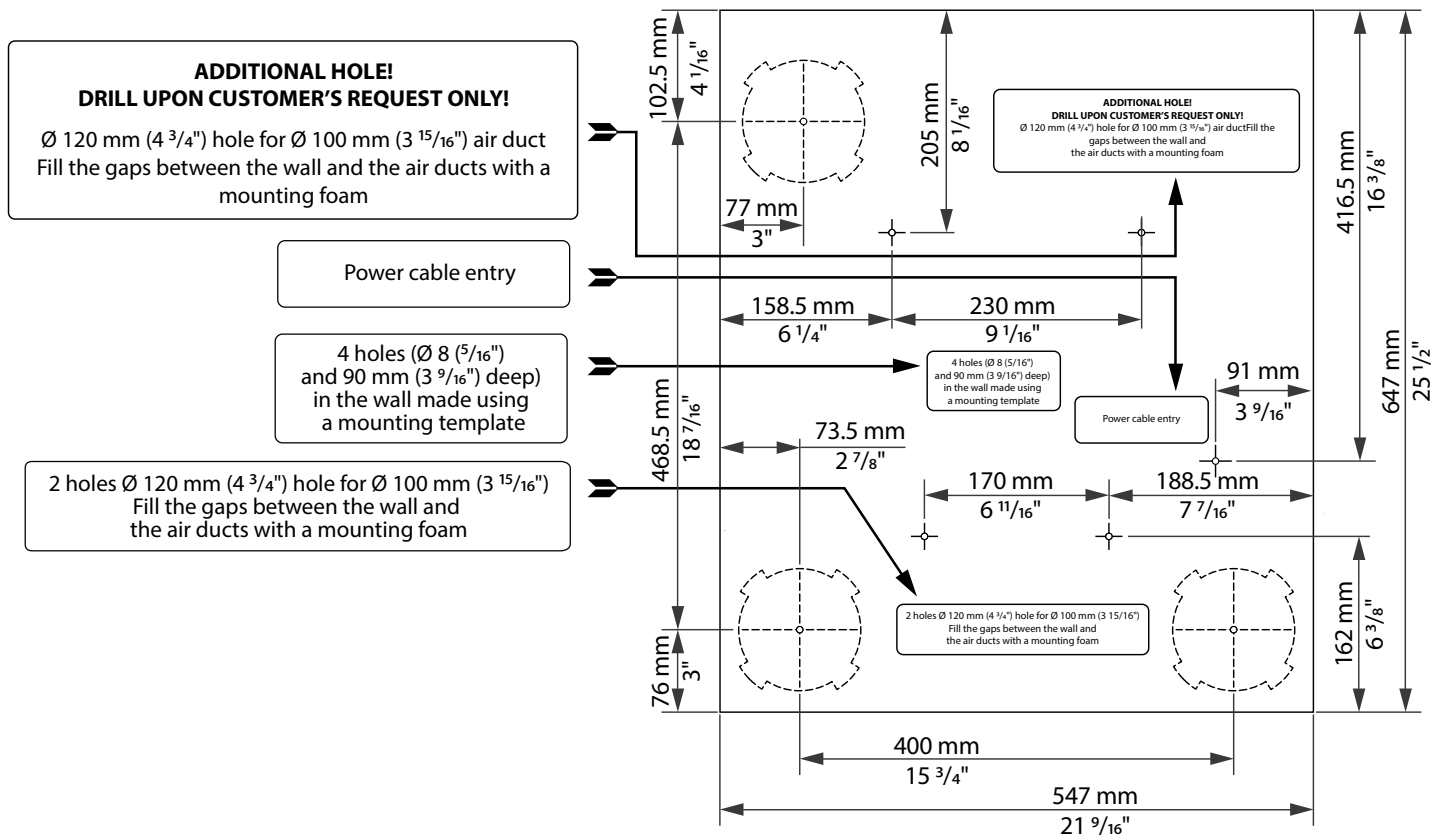 ADDITIONAL HOLE!
DRILL UPON CUSTOMER'S REQUEST ONLY!
Ø 120 mm (4 ³/₄") hole for Ø 100 mm (3 ¹⁵/₁₆") air duct
Fill the gaps between the wall and the air ducts with a
mounting foam
Power cable entry
4 holes (Ø 8 (⁵/₁₆")
and 90 mm (3 ⁹/₁₆") deep)
in the wall made using
a mounting template
2 holes Ø 120 mm (4 ³/₄") hole for Ø 100 mm (3 ¹⁵/₁₆")
Fill the gaps between the wall and
the air ducts with a mounting foam
102.5 mm
4 ¹/₁₆"
205 mm
8 ¹/₁₆"
ADDITIONAL HOLE!
DRILL UPON CUSTOMER'S REQUEST ONLY!
Ø 120 mm (4 ³/₄") hole for Ø 100 mm (3 ¹⁵/₁₆") air ductFill the
gaps between the wall and
the air ducts with a mounting foam
416.5 mm
16 ³/₈"
77 mm
3"
158.5 mm
6 ¹/₄"
230 mm
9 ¹/₁₆"
4 holes (Ø 8 (5/16")
and 90 mm (3 9/16") deep)
in the wall made using
a mounting template
91 mm
3 ⁹/₁₆"
647 mm
25 ¹/₂"
Power cable entry
468.5 mm
18 ⁷/₁₆"
73.5 mm
2 ⁷/₈"
170 mm
6 ¹¹/₁₆"
188.5 mm
7 ⁷/₁₆"
2 holes Ø 120 mm (4 ³/₄") hole for Ø 100 mm (3 15/16")
Fill the gaps between the wall and
the air ducts with a mounting foam
162 mm
6 ³/₈"
76 mm
3"
400 mm
15 ³/₄"
547 mm
21 ⁹/₁₆"